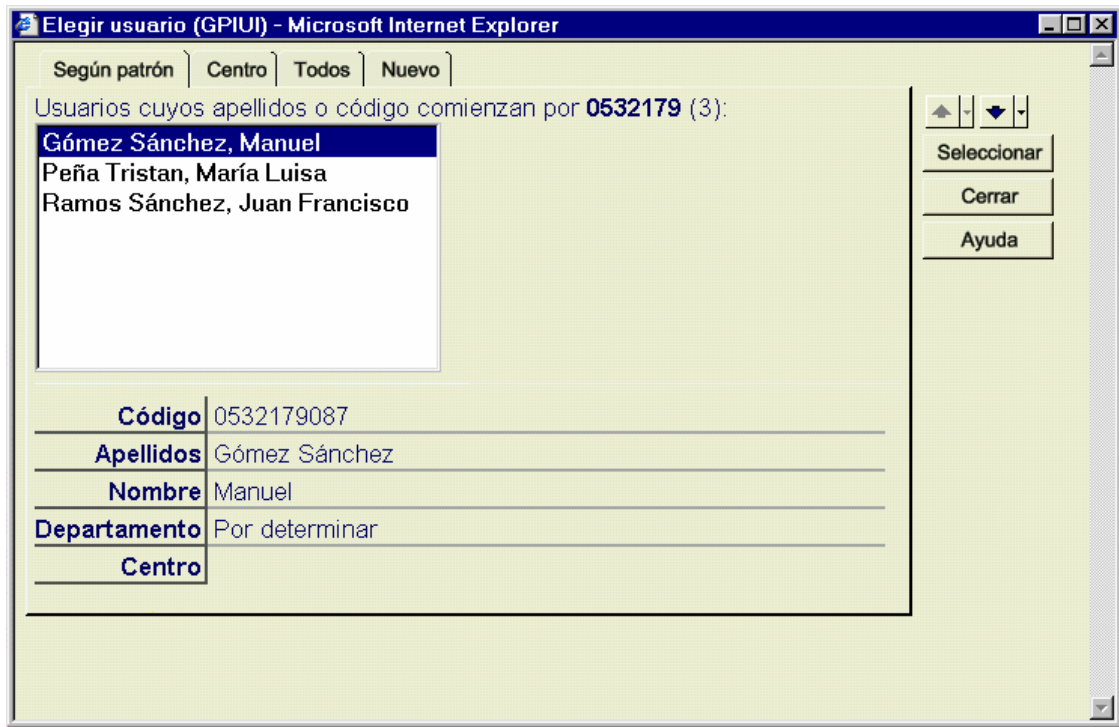 Elegir usuario (GPIUI) - Microsoft Internet Explorer
Según patrón Centro Todos Nuevo
Usuarios cuyos apellidos o código comienzan por 0532179 (3):
Gómez Sánchez, Manuel
Peña Tristan, María Luisa
Ramos Sánchez, Juan Francisco
Seleccionar
Cerrar
Ayuda
Código 0532179087
Apellidos Gómez Sánchez
Nombre Manuel
Departamento Por determinar
Centro